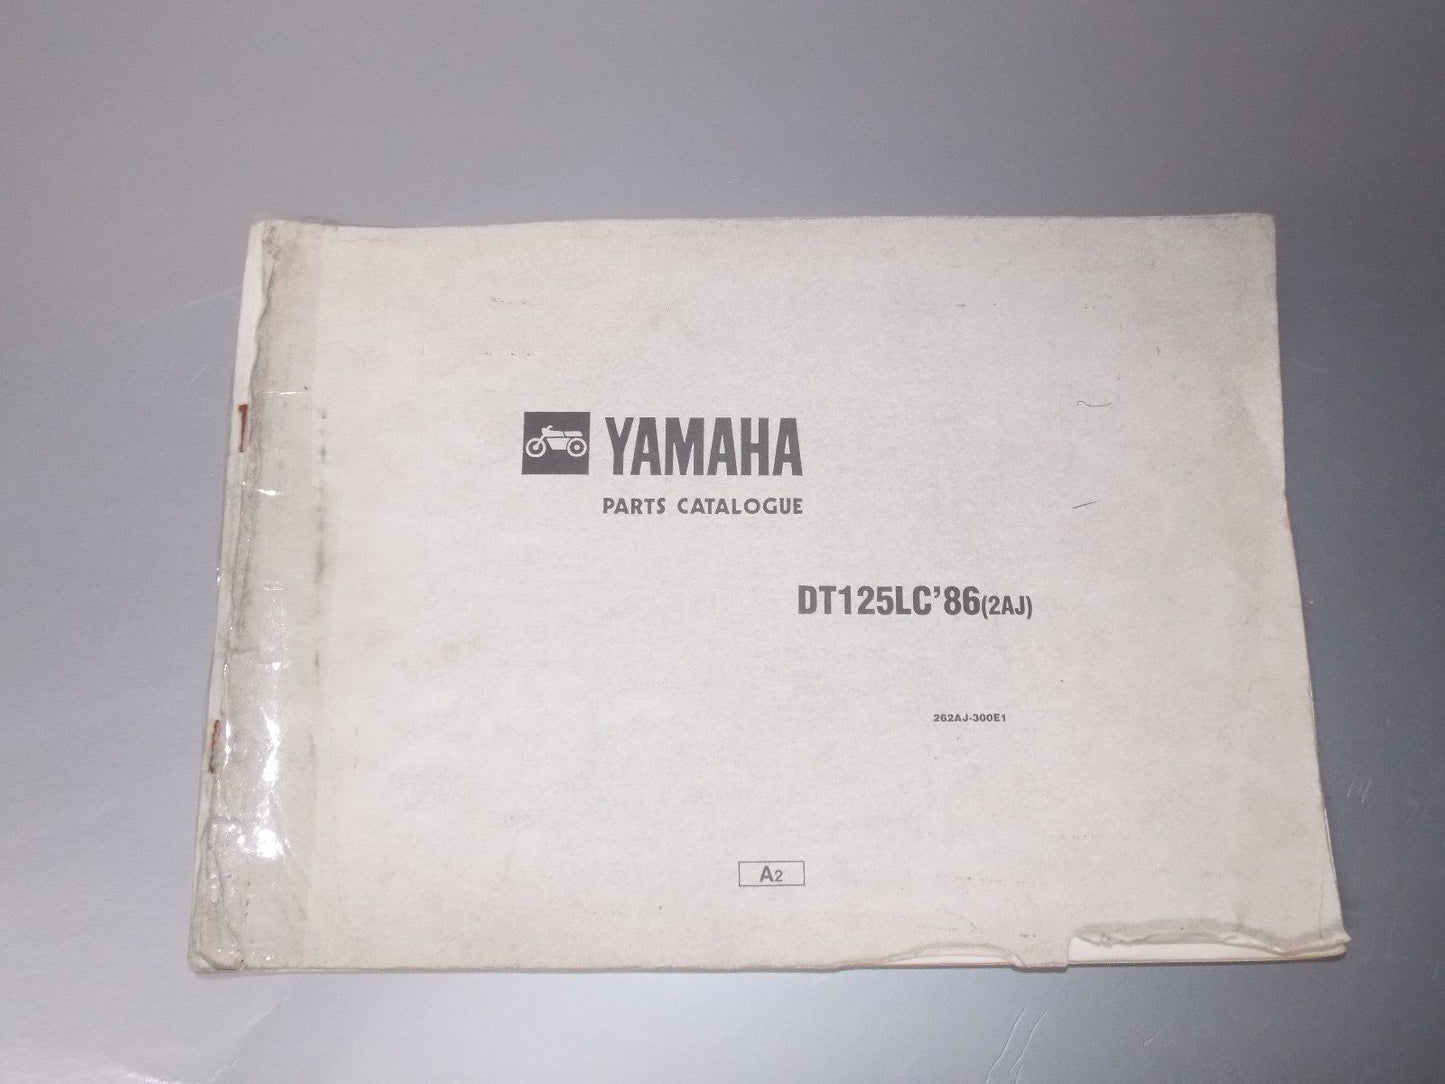 YAMAHA
PARTS CATALOGUE
DT125LC’86(2AJ)
262AJ-300E1
A2